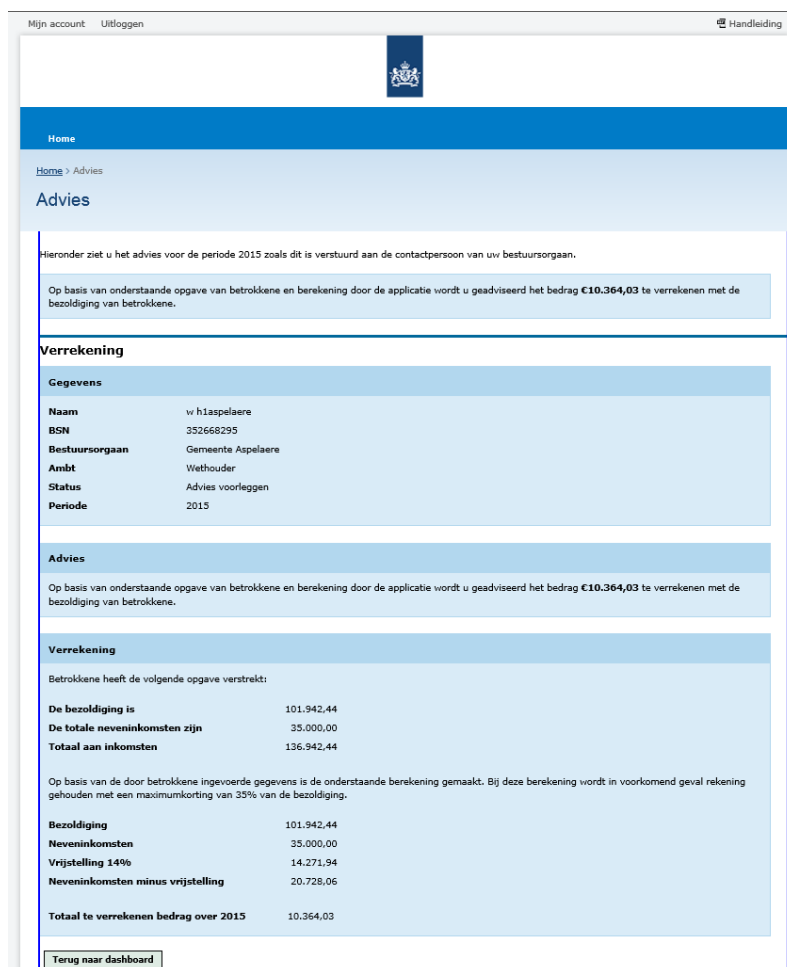 Mijn account Uitloggen Handleiding
Home
Home > Advies
Advies
Hieronder ziet u het advies voor de periode 2015 zoals dit is verstuurd aan de contactpersoon van uw bestuursorgaan.
Op basis van onderstaande opgave van betrokkene en berekening door de applicatie wordt u geadviseerd het bedrag €10.364,03 te verrekenen met de
bezoldiging van betrokkene.
Verrekening
Gegevens
Naam w h1aspelaere
BSN 352668295
Bestuursorgaan Gemeente Aspelaere
Ambt Wethouder
Status Advies voorleggen
Periode 2015
Advies
Op basis van onderstaande opgave van betrokkene en berekening door de applicatie wordt u geadviseerd het bedrag €10.364,03 te verrekenen met de
bezoldiging van betrokkene.
Verrekening
Betrokkene heeft de volgende opgave verstrekt:
De bezoldiging is 101.942,44
De totale neveninkomsten zijn 35.000,00
Totaal aan inkomsten 136.942,44
Op basis van de door betrokkene ingevoerde gegevens is de onderstaande berekening gemaakt. Bij deze berekening wordt in voorkomend geval rekening
gehouden met een maximumkorting van 35% van de bezoldiging.
Bezoldiging 101.942,44
Neveninkomsten 35.000,00
Vrijstelling 14% 14.271,94
Neveninkomsten minus vrijstelling 20.728,06
Totaal te verrekenen bedrag over 2015 10.364,03
Terug naar dashboard